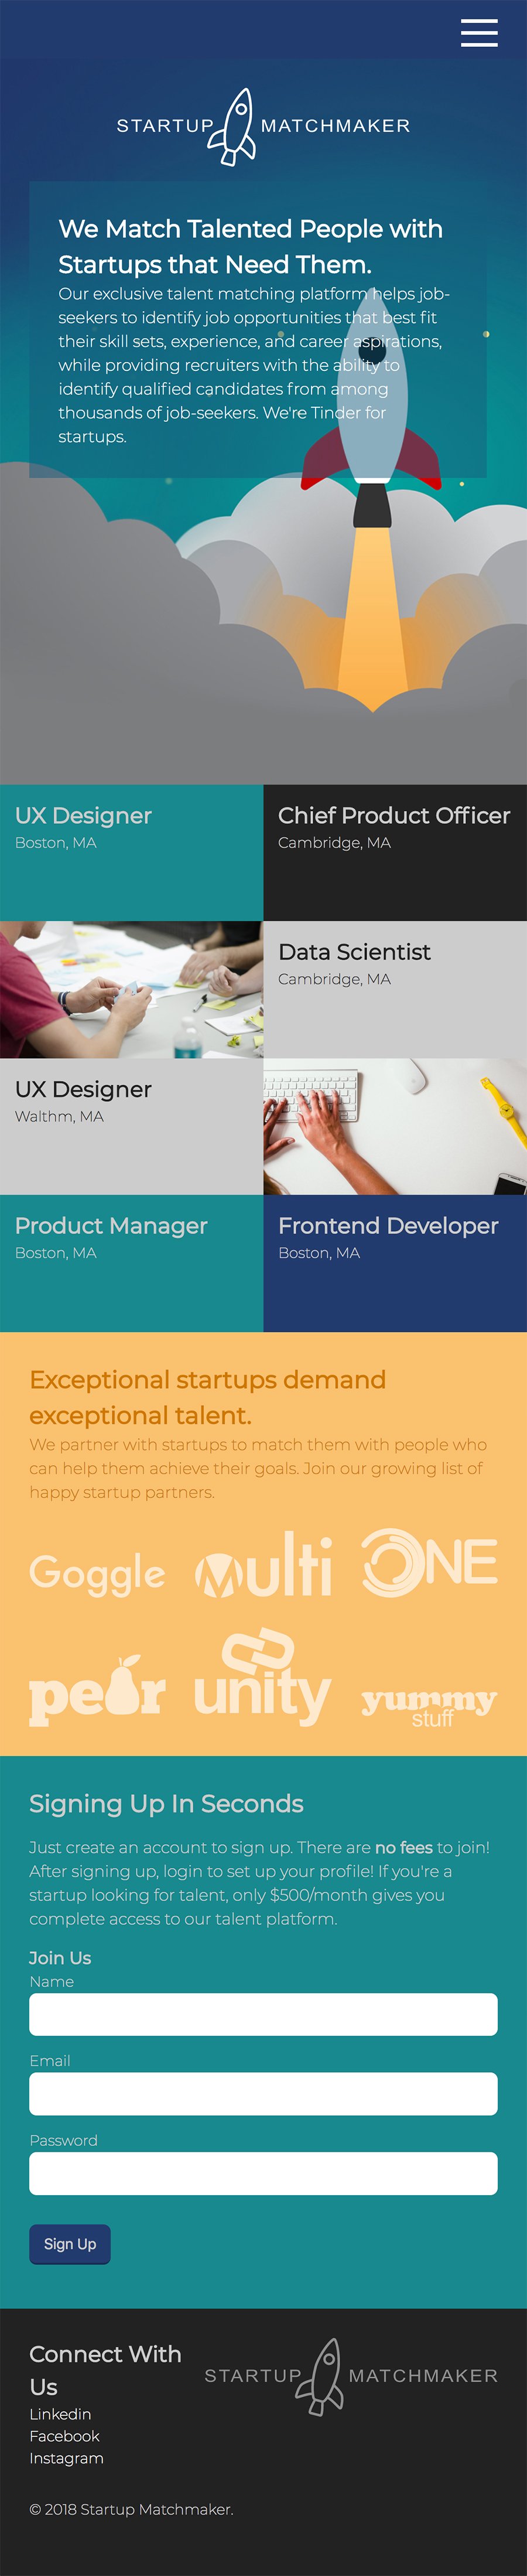 STARTUP MATCHMAKER
We Match Talented People with
Startups that Need Them.
Our exclusive talent matching platform helps job-
seekers to identify job opportunities that best fit
their skill sets, experience, and career aspirations,
while providing recruiters with the ability to
identify qualified candidates from among
thousands of job-seekers. We're Tinder for
startups.
UX Designer
Boston, MA
Chief Product Officer
Cambridge, MA
Data Scientist
Cambridge, MA
UX Designer
Walthm, MA
Product Manager
Boston, MA
Frontend Developer
Boston, MA
Exceptional startups demand
exceptional talent.
We partner with startups to match them with people who
can help them achieve their goals. Join our growing list of
happy startup partners.
Goggle
Multi
ONE
pear
unity
yummy
stuff
Signing Up In Seconds
Just create an account to sign up. There are no fees to join!
After signing up, login to set up your profile! If you're a
startup looking for talent, only $500/month gives you
complete access to our talent platform.
Join Us
Name
Email
Password
Sign Up
Connect With
Us
Linkedin
Facebook
Instagram
STARTUP MATCHMAKER
© 2018 Startup Matchmaker.